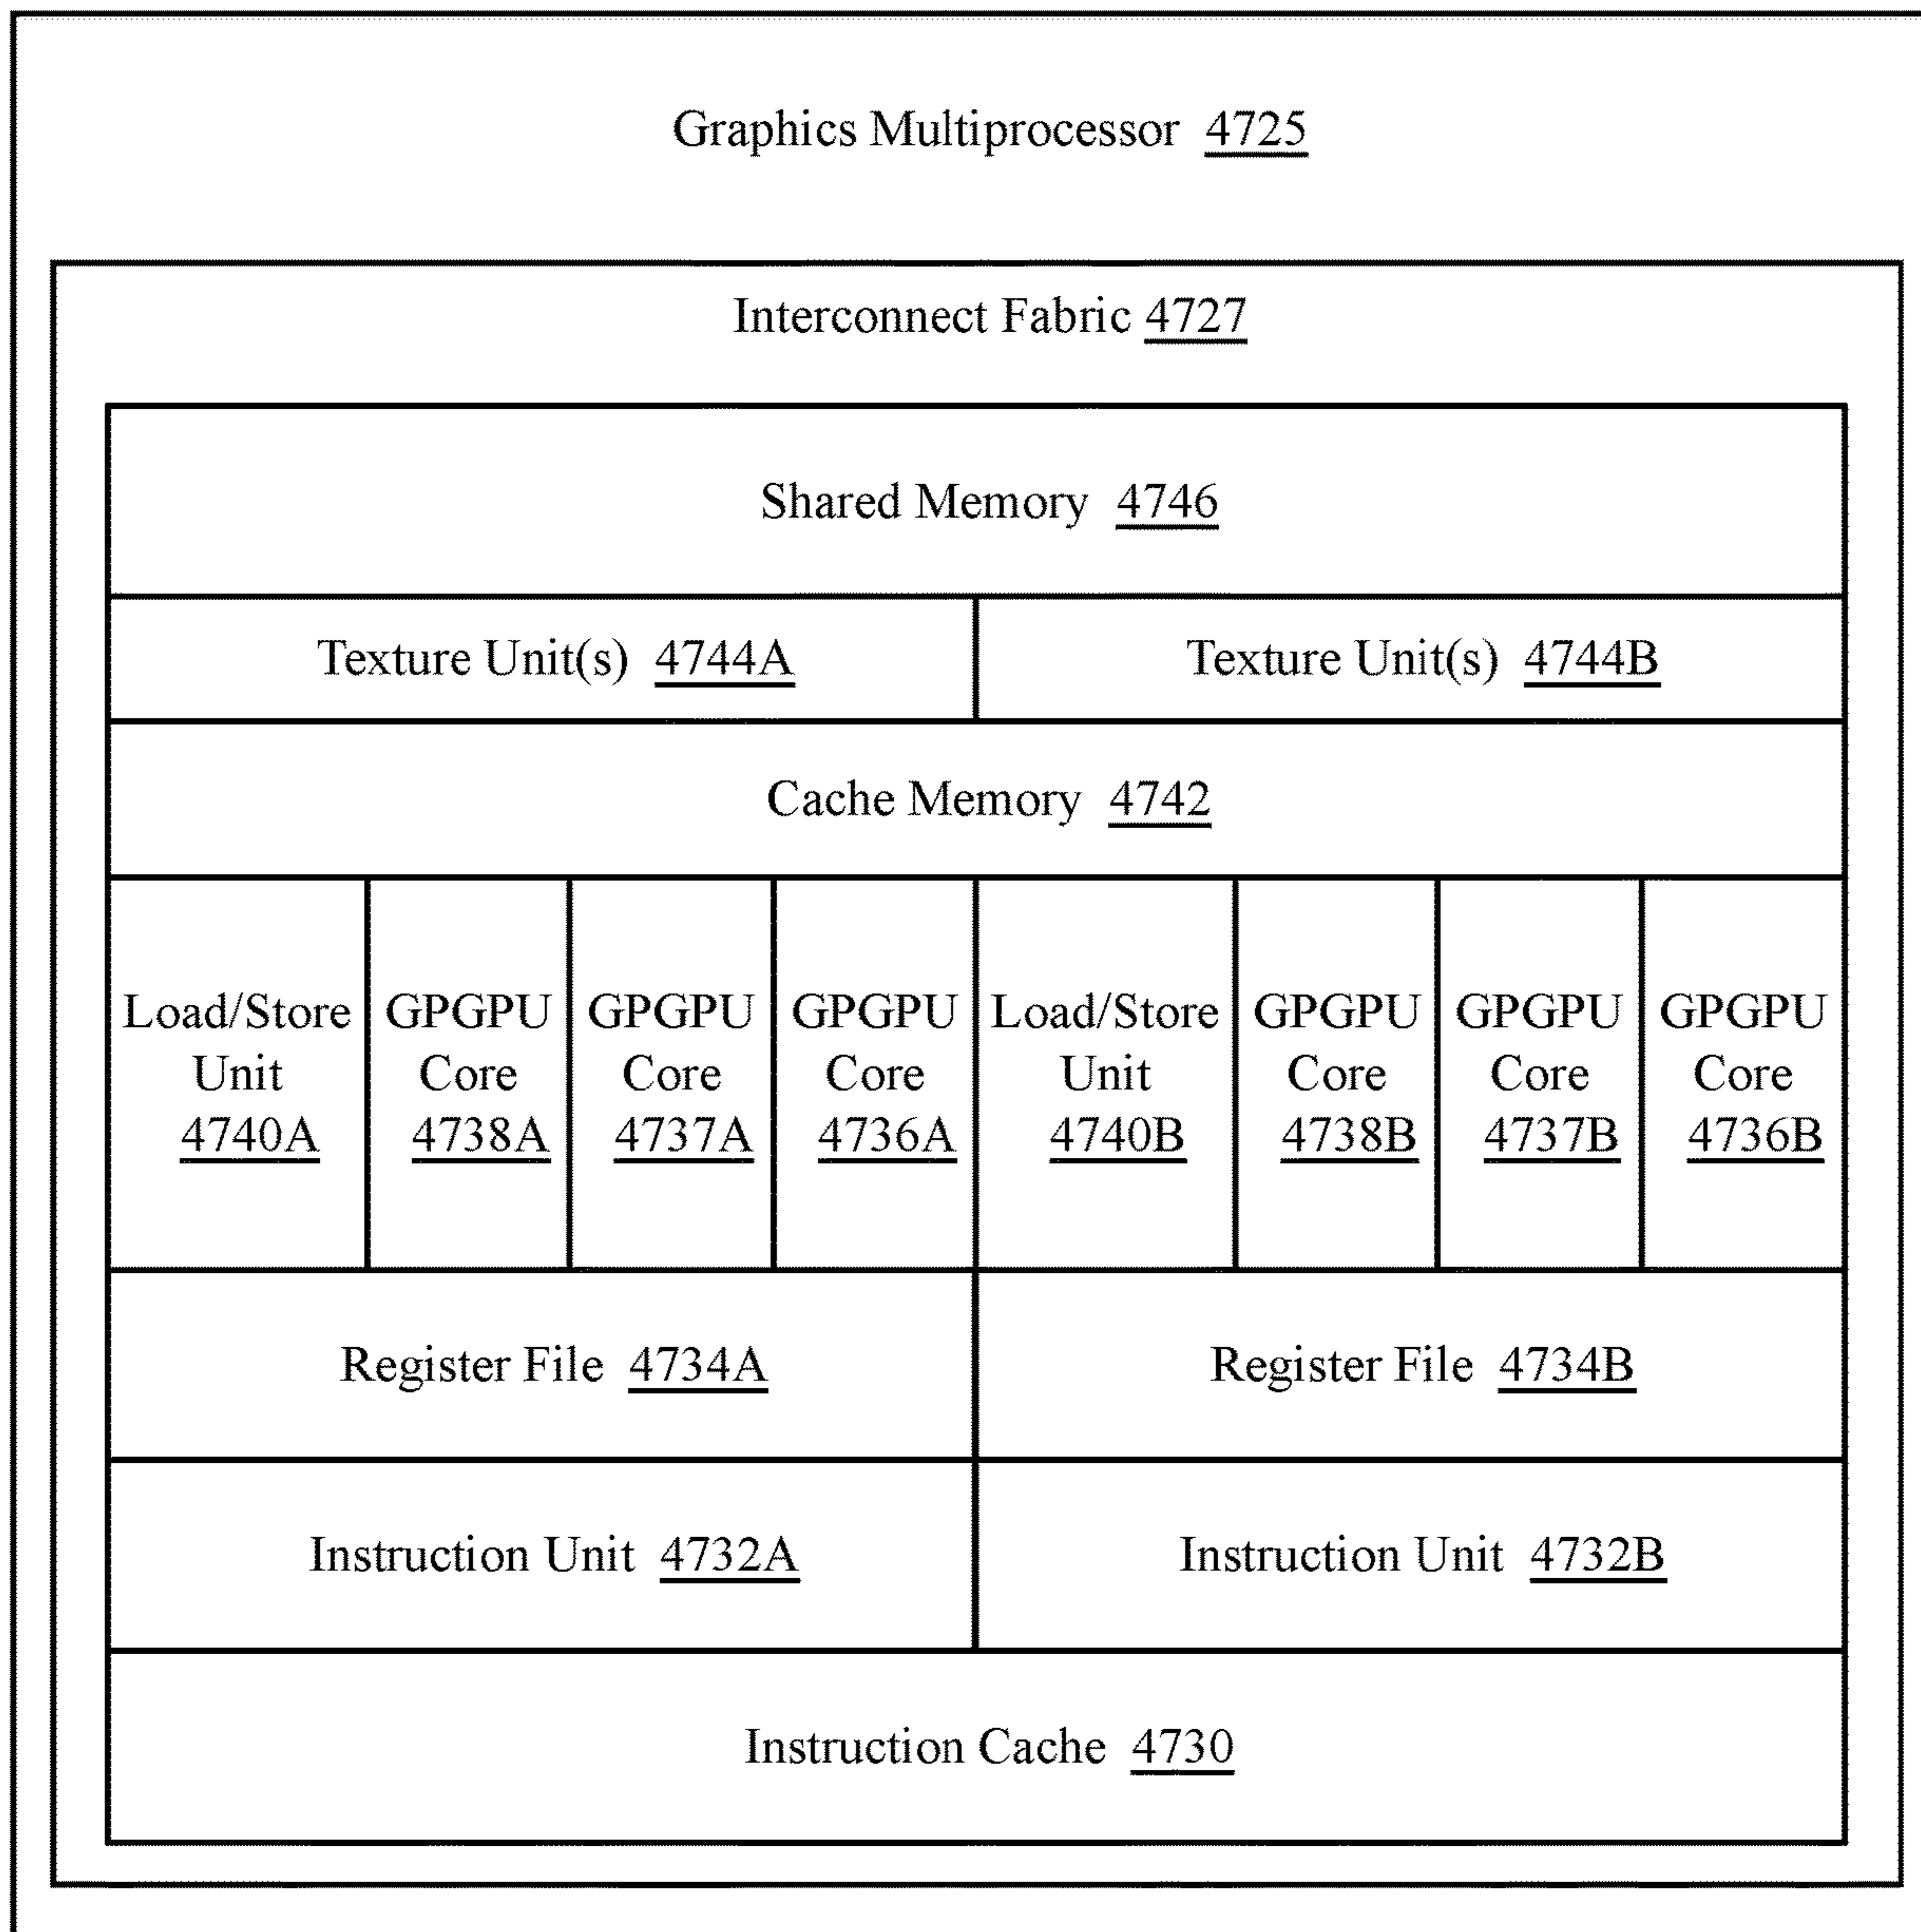 Graphics Multiprocessor 4725
Interconnect Fabric 4727
Shared Memory 4746
Texture Unit(s) 4744A
Texture Unit(s) 4744B
Cache Memory 4742
Load/Store
Unit
4740A
GPGPU
Core
4738A
GPGPU
Core
4737A
GPGPU
Core
4736A
Load/Store
Unit
4740B
GPGPU
Core
4738B
GPGPU
Core
4737B
GPGPU
Core
4736B
Register File 4734A
Register File 4734B
Instruction Unit 4732A
Instruction Unit 4732B
Instruction Cache 4730